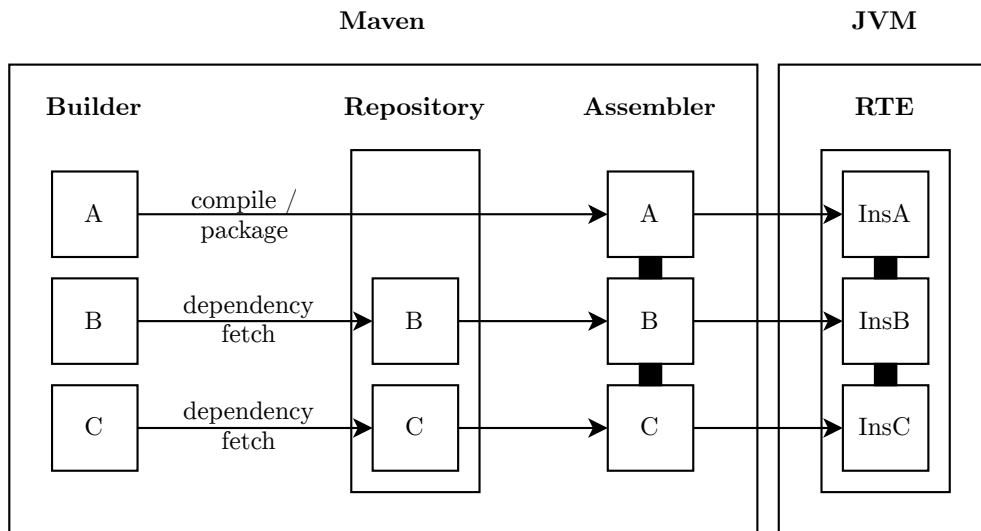 Maven
JVM
Builder
Repository
Assembler
RTE
A
compile /
package
A
InsA
B
dependency
fetch
B
B
InsB
C
dependency
fetch
C
C
InsC